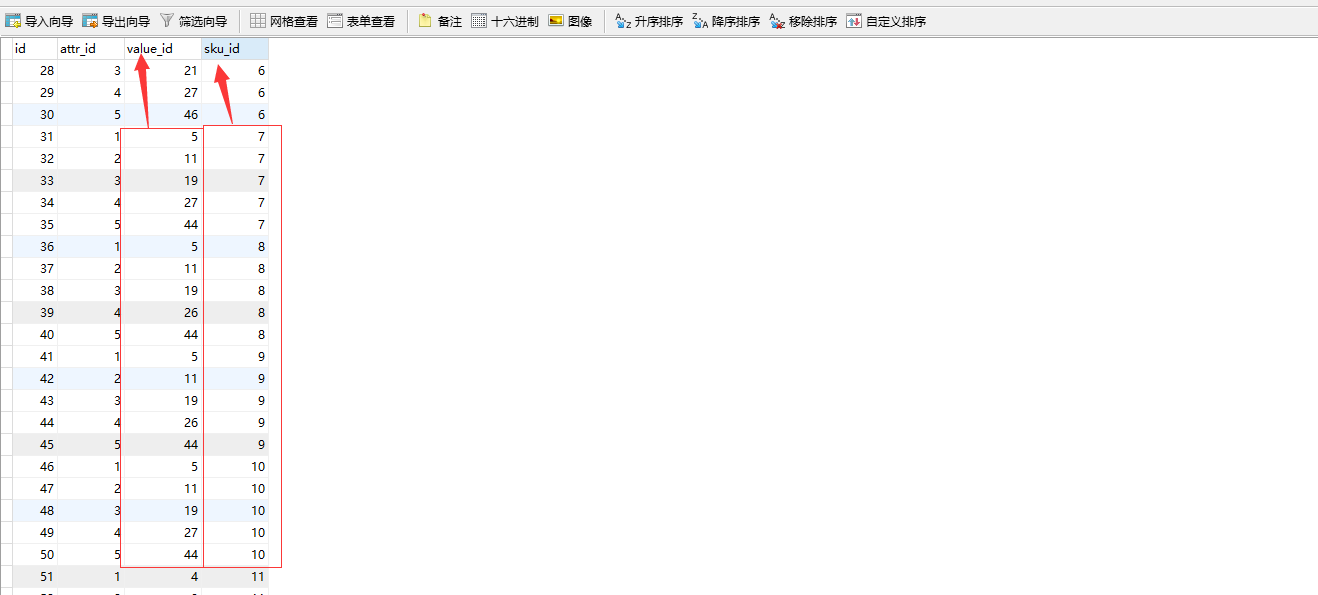 导入向导 导出向导 筛选向导 网格查看 表单查看 备注 十六进制 图像 升序排序 降序排序 移除排序 自定义排序
id attr_id value_id sku_id
28 3 21 6
29 4 27 6
30 5 46 6
31 1 5 7
32 2 11 7
33 3 19 7
34 4 27 7
35 5 44 7
36 1 5 8
37 2 11 8
38 3 19 8
39 4 26 8
40 5 44 8
41 1 5 9
42 2 11 9
43 3 19 9
44 4 26 9
45 5 44 9
46 1 5 10
47 2 11 10
48 3 19 10
49 4 27 10
50 5 44 10
51 1 4 11